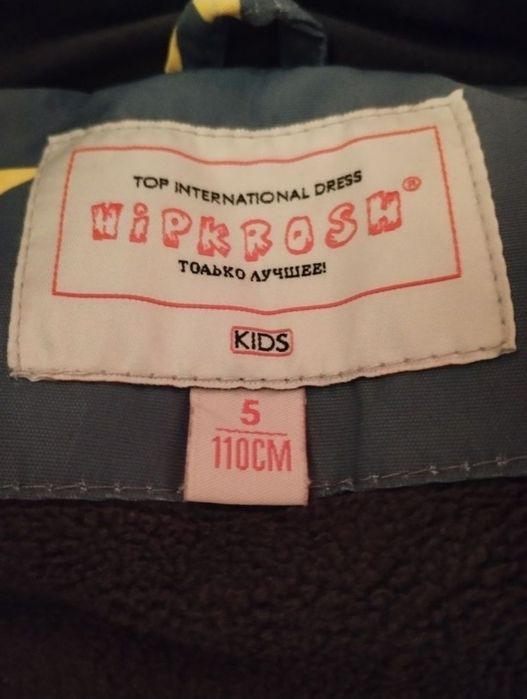 TOP INTERNATIONAL DRESS
HiPKROSH®
ТОЛЬКО ЛУЧШЕЕ!
KIDS
5
110CM